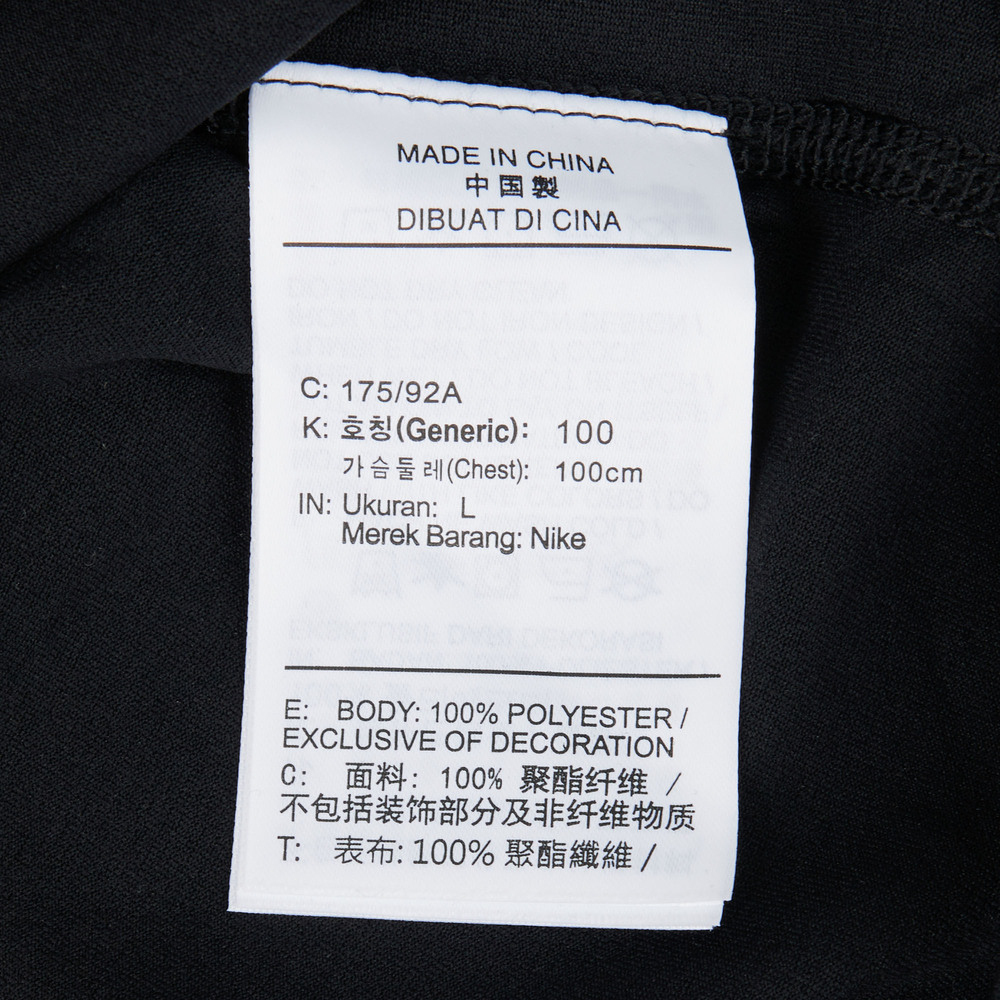 MADE IN CHINA
中国製
DIBUAT DI CINA
C: 175/92A
K: 호칭(Generic): 100
가슴둘레(Chest): 100cm
IN: Ukuran: L
Merek Barang: Nike
E: BODY: 100% POLYESTER /
EXCLUSIVE OF DECORATION
C: 面料: 100% 聚酯纤维 /
不包括装饰部分及非纤维物质
T: 表布: 100% 聚酯纖維 /